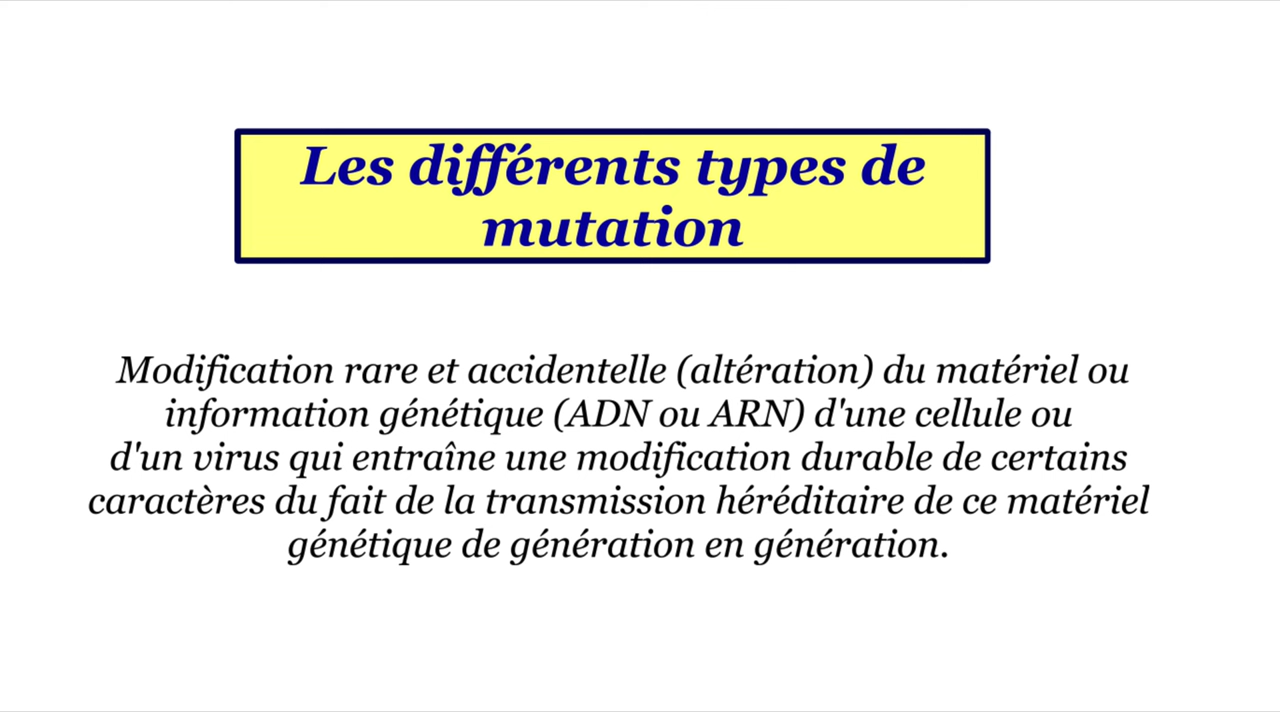 Les différents types de
mutation
Modification rare et accidentelle (altération) du matériel ou
information génétique (ADN ou ARN) d'une cellule ou
d'un virus qui entraîne une modification durable de certains
caractères du fait de la transmission héréditaire de ce matériel
génétique de génération en génération.